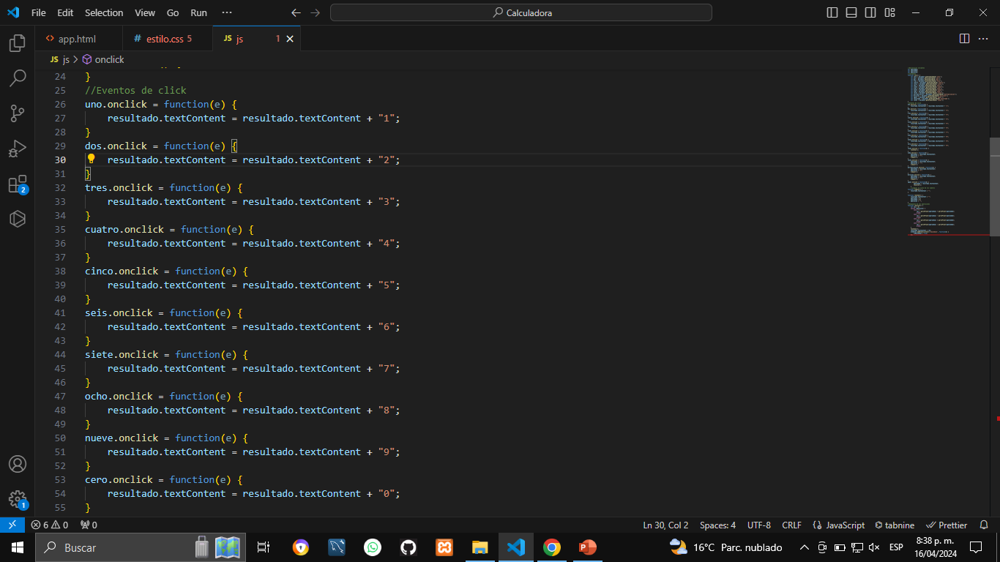 File Edit Selection View Go Run ··· Calculadora
app.html # estilo.css 5 JS js 1
JS js > onclick
24 }
25 //Eventos de click
26 uno.onclick = function(e) {
27 resultado.textContent = resultado.textContent + "1";
28 }
29 dos.onclick = function(e) {
30 resultado.textContent = resultado.textContent + "2";
31 }
32 tres.onclick = function(e) {
33 resultado.textContent = resultado.textContent + "3";
34 }
35 cuatro.onclick = function(e) {
36 resultado.textContent = resultado.textContent + "4";
37 }
38 cinco.onclick = function(e) {
39 resultado.textContent = resultado.textContent + "5";
40 }
41 seis.onclick = function(e) {
42 resultado.textContent = resultado.textContent + "6";
43 }
44 siete.onclick = function(e) {
45 resultado.textContent = resultado.textContent + "7";
46 }
47 ocho.onclick = function(e) {
48 resultado.textContent = resultado.textContent + "8";
49 }
50 nueve.onclick = function(e) {
51 resultado.textContent = resultado.textContent + "9";
52 }
53 cero.onclick = function(e) {
54 resultado.textContent = resultado.textContent + "0";
55 }
2
1
6 0 0 Ln 30, Col 2 Spaces: 4 UTF-8 CRLF {} JavaScript tabnine Prettier
Buscar 16°C Parc. nublado ESP 8:38 p. m.
16/04/2024